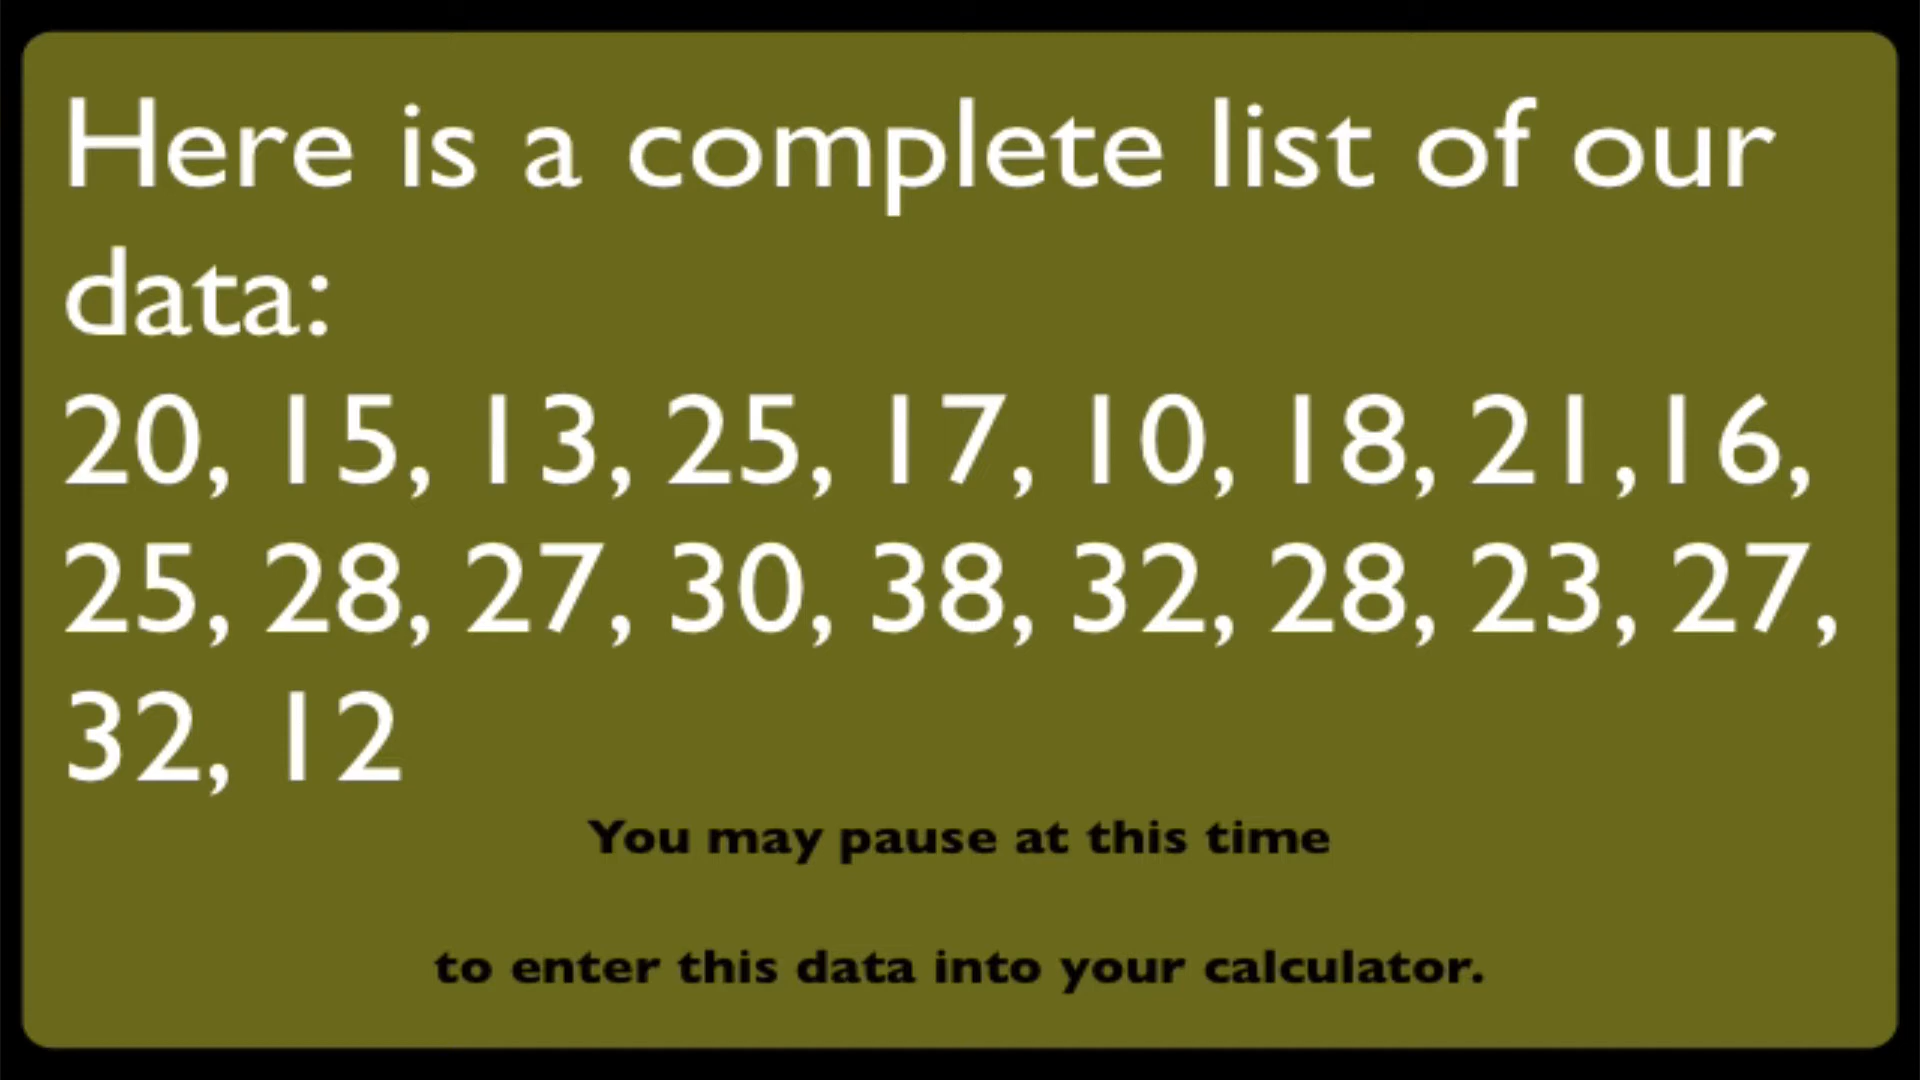 Here is a complete list of our
data:
20, 15, 13, 25, 17, 10, 18, 21,16,
25, 28, 27, 30, 38, 32, 28, 23, 27,
32, 12
You may pause at this time
to enter this data into your calculator.